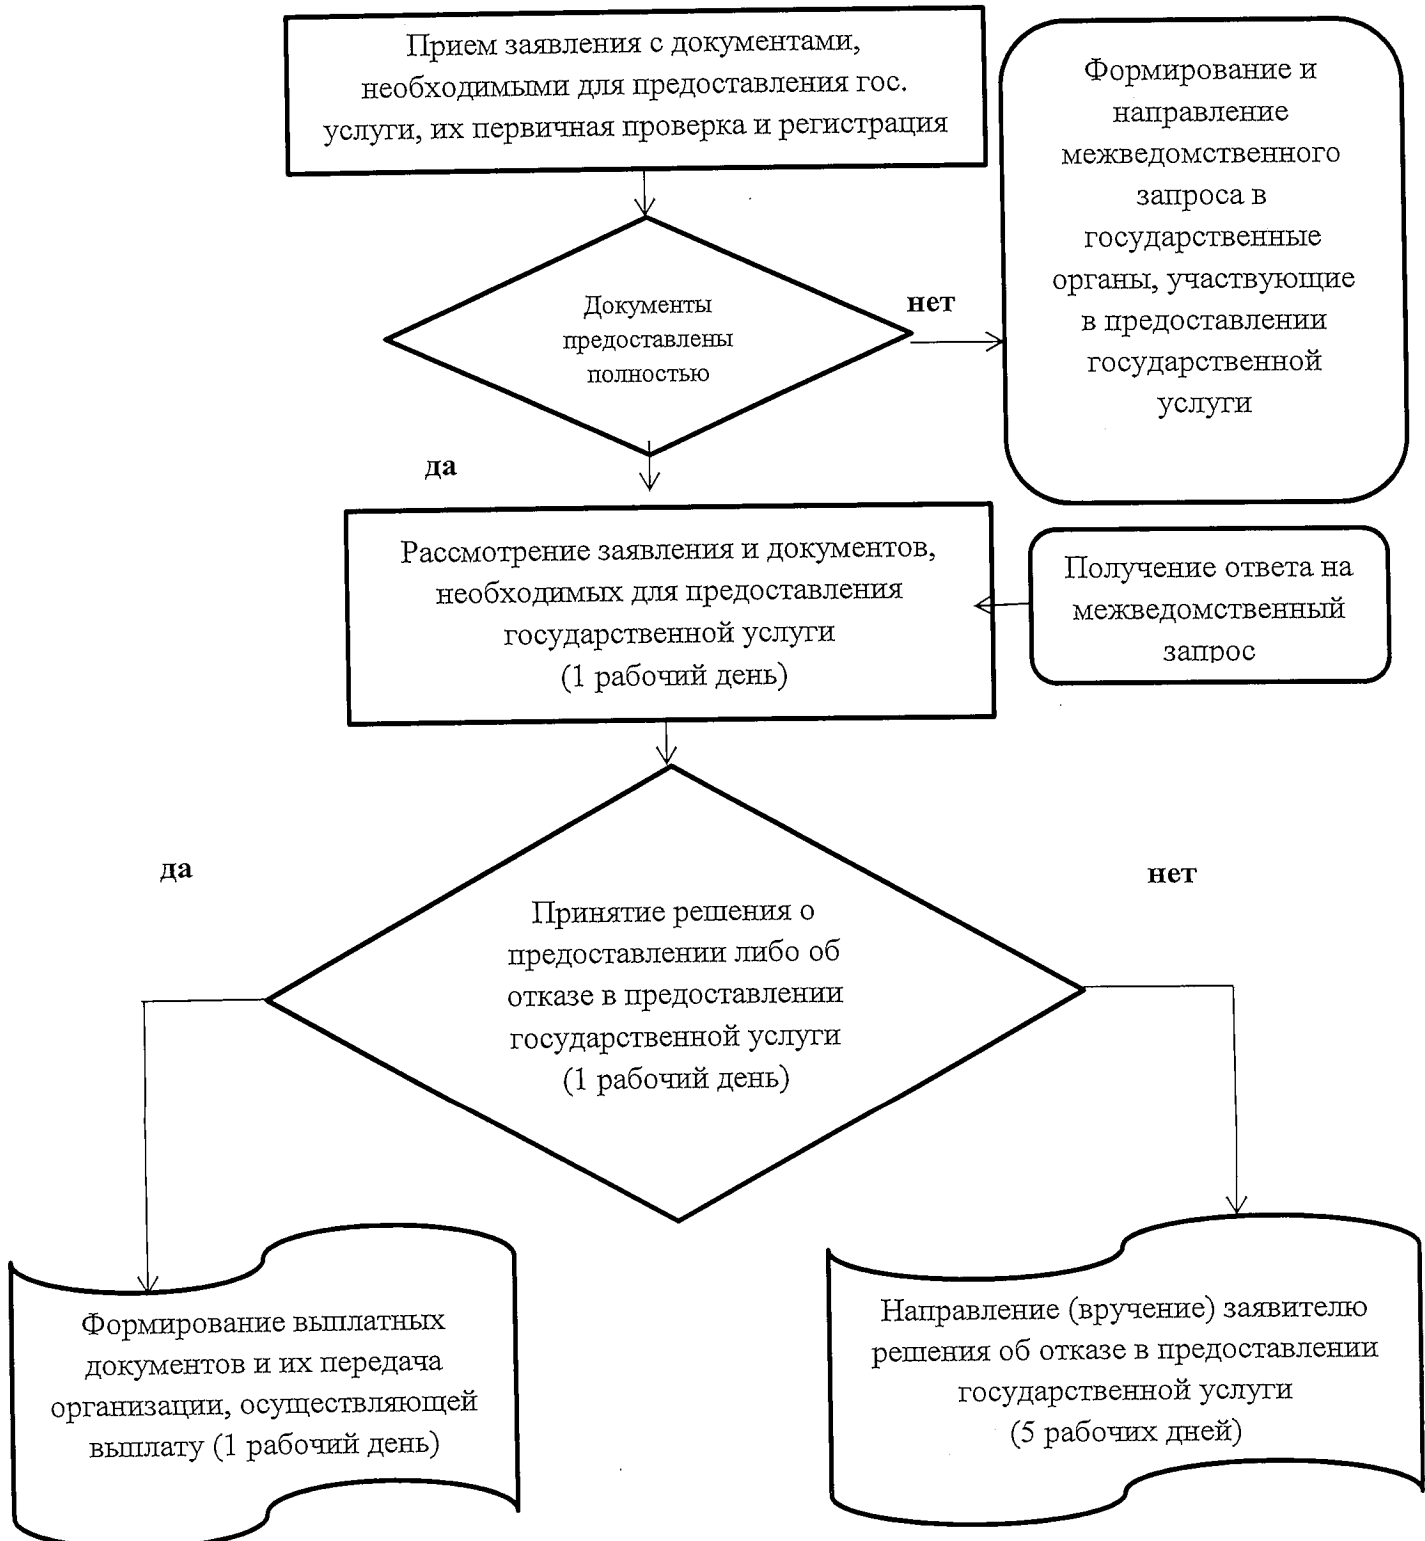 Прием заявления с документами,
необходимыми для предоставления гос.
услуги, их первичная проверка и регистрация
Формирование и
направление
межведомственного
запроса в
государственные
органы, участвующие
в предоставлении
государственной
услуги
Документы
предоставлены
полностью
нет
да
Рассмотрение заявления и документов,
необходимых для предоставления
государственной услуги
(1 рабочий день)
Получение ответа на
межведомственный
запрос
да
нет
Принятие решения о
предоставлении либо об
отказе в предоставлении
государственной услуги
(1 рабочий день)
Формирование выплатных
документов и их передача
организации, осуществляющей
выплату (1 рабочий день)
Направление (вручение) заявителю
решения об отказе в предоставлении
государственной услуги
(5 рабочих дней)